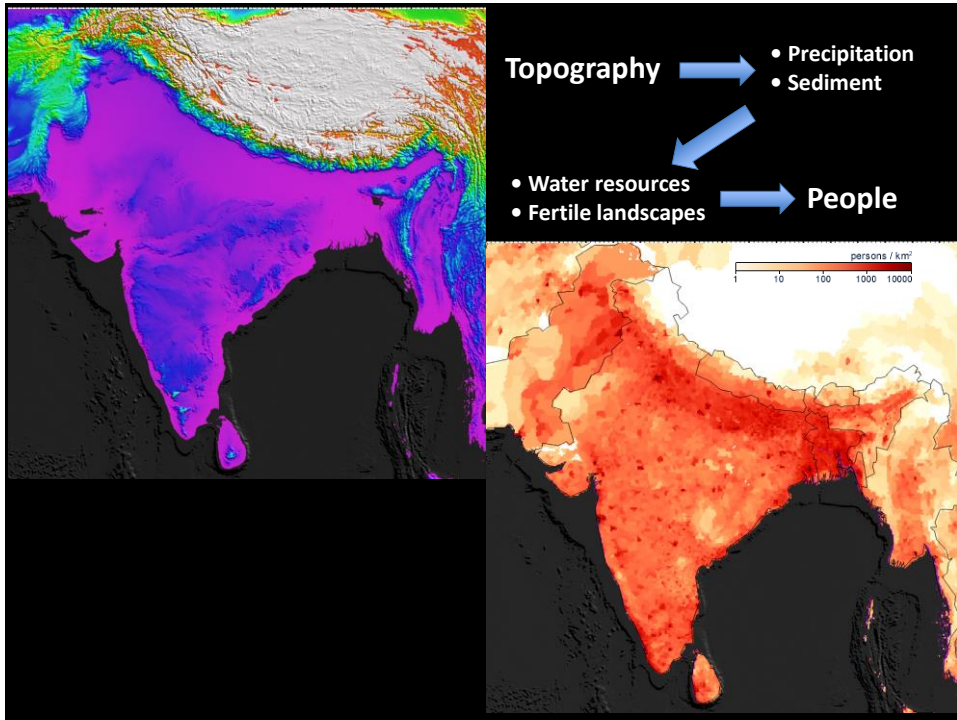 Topography
• Precipitation
• Sediment
• Water resources
• Fertile landscapes
People
persons / km²
1 10 100 1000 10000